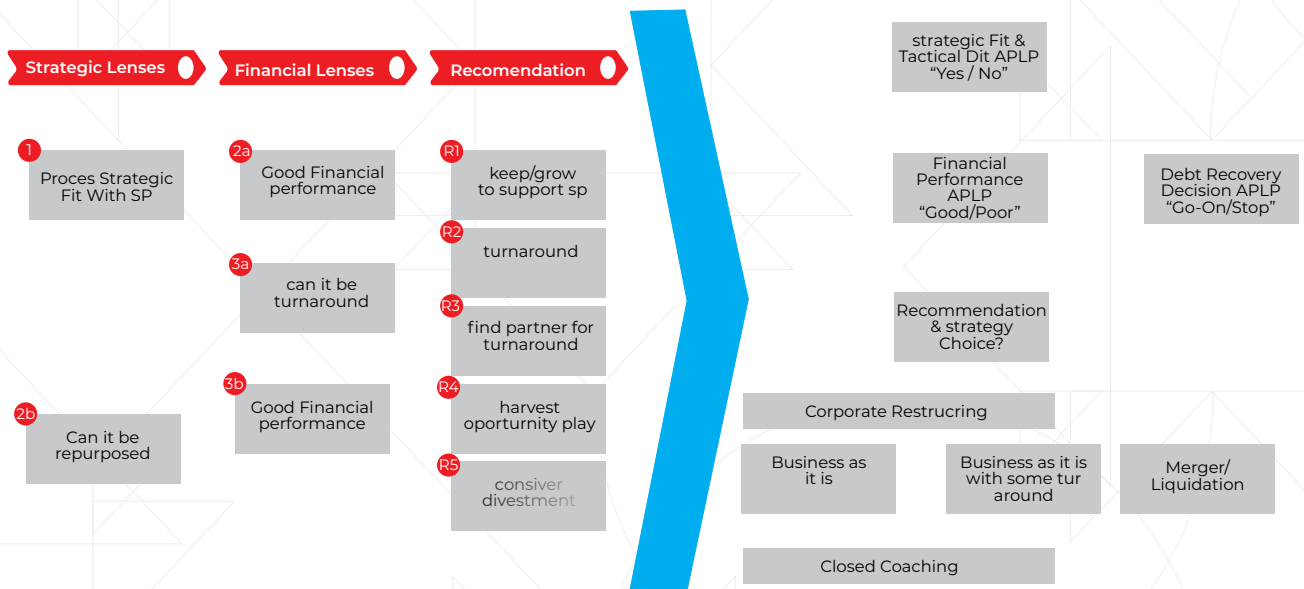 Strategic Lenses
Financial Lenses
Recomendation
1
Proces Strategic
Fit With SP
2b
Can it be
repurposed
2a
Good Financial
performance
3a
can it be
turnaround
3b
Good Financial
performance
R1
keep/grow
to support sp
R2
turnaround
R3
find partner for
turnaround
R4
harvest
oporturnity play
R5
consiver
divestment
strategic Fit &
Tactical Dit APLP
“Yes / No”
Financial
Performance
APLP
“Good/Poor”
Debt Recovery
Decision APLP
“Go-On/Stop”
Recommendation
& strategy
Choice?
Corporate Restrucring
Business as
it is
Business as it is
with some tur
around
Merger/
Liquidation
Closed Coaching